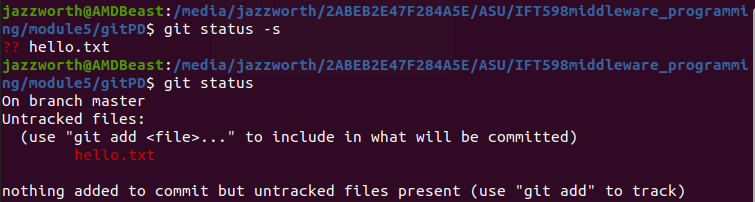 jazzworth@AMDBeast:/media/jazzworth/2ABEB2E47F284A5E/ASU/IFT598middleware_programmi
ng/module5/gitPD$ git status -s
?? hello.txt
jazzworth@AMDBeast:/media/jazzworth/2ABEB2E47F284A5E/ASU/IFT598middleware_programmi
ng/module5/gitPD$ git status
On branch master
Untracked files:
  (use "git add <file>..." to include in what will be committed)
        hello.txt

nothing added to commit but untracked files present (use "git add" to track)